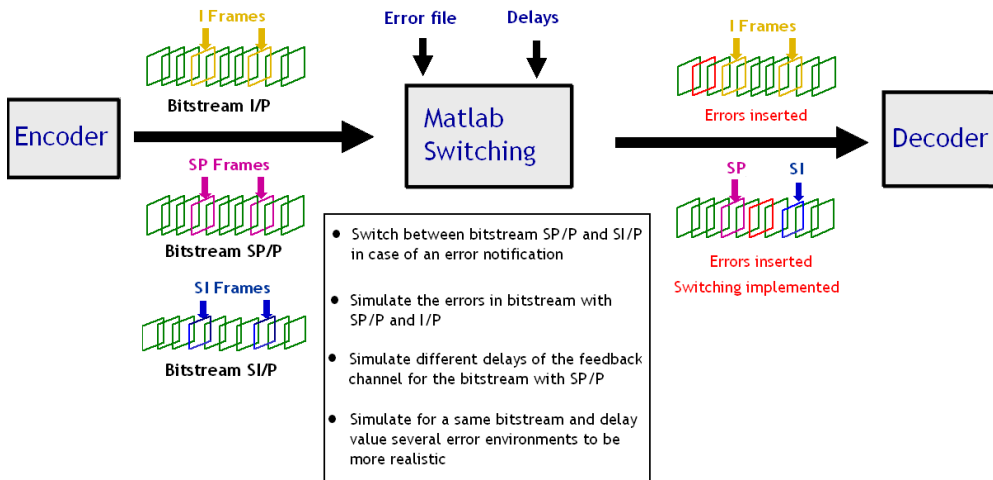 I Frames
Bitstream I/P
Encoder
SP Frames
Bitstream SP/P
SI Frames
Bitstream SI/P
Error file
Delays
Matlab
Switching
• Switch between bitstream SP/P and SI/P
in case of an error notification
• Simulate the errors in bitstream with
SP/P and I/P
• Simulate different delays of the feedback
channel for the bitstream with SP/P
• Simulate for a same bitstream and delay
value several error environments to be
more realistic
I Frames
Errors inserted
SP
SI
Errors inserted
Switching implemented
Decoder